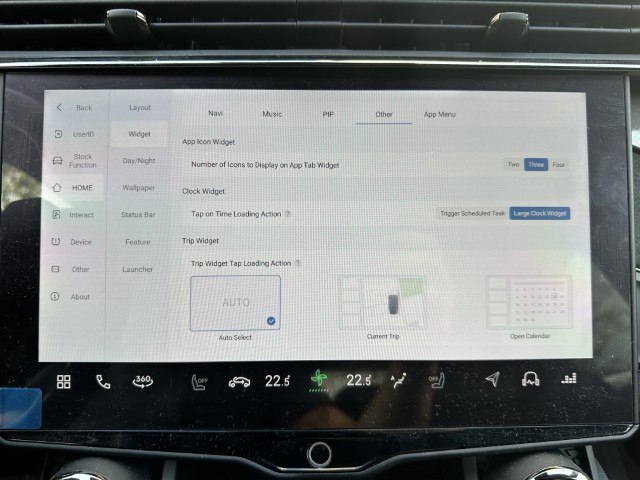 Back
UserID
Stock
Function
HOME
Interact
Device
Other
About
Layout
Widget
Day/Night
Wallpaper
Status Bar
Feature
Launcher
Navi Music PIP Other App Menu
App Icon Widget
Number of Icons to Display on App Tab Widget Two Three Four
Clock Widget
Tap on Time Loading Action ? Trigger Scheduled Task Large Clock Widget
Trip Widget
Trip Widget Tap Loading Action ?
AUTO
Auto Select Current Trip Open Calendar
360 OFF 22.5 22.5 A OFF